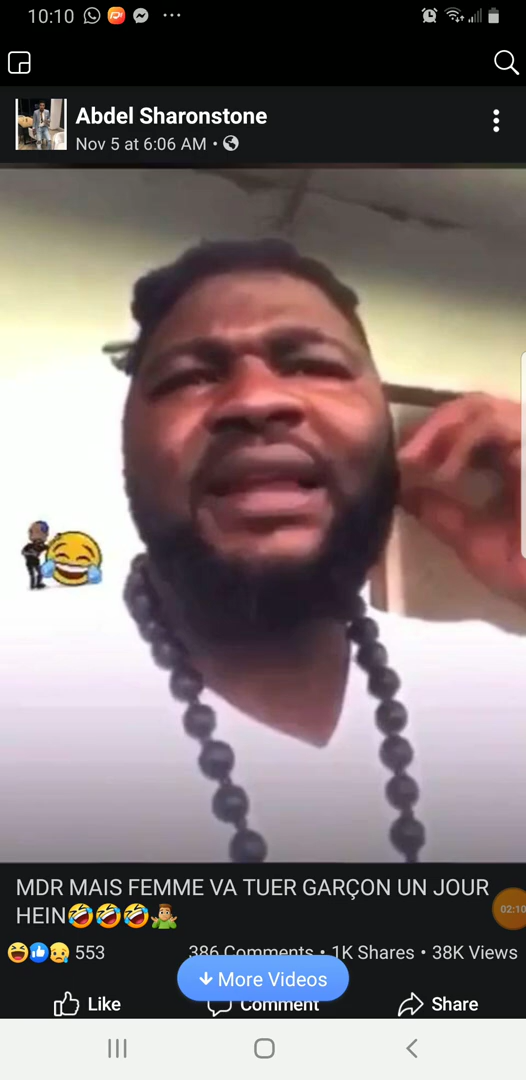 10:10
Abdel Sharonstone
Nov 5 at 6:06 AM •
MDR MAIS FEMME VA TUER GARÇON UN JOUR
HEIN🤣🤣🤣🤷‍♂️
02:10
553
386 Comments • 1K Shares • 38K Views
More Videos
Like
Comment
Share